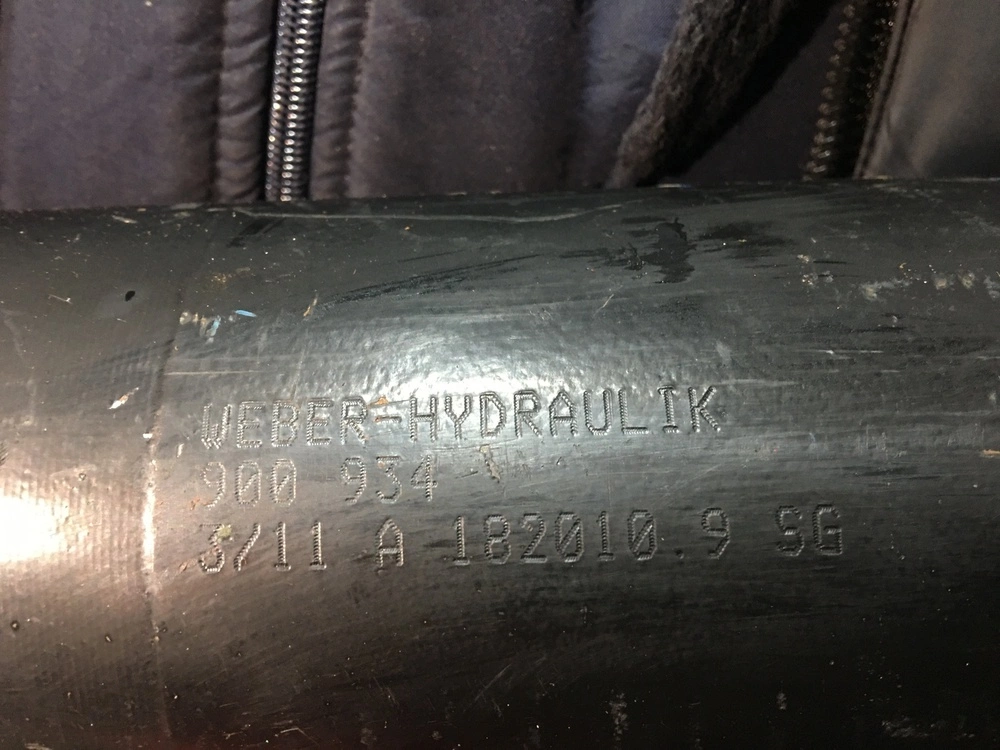 WEBER-HYDRAULIK
900 934
3/11 A 182010.9 SG